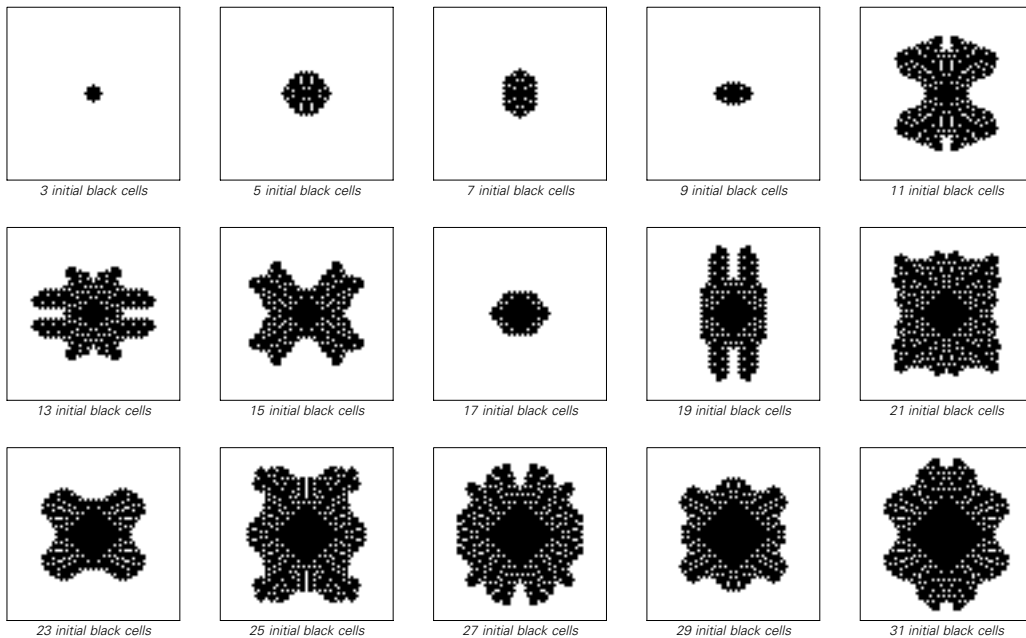 3 initial black cells
5 initial black cells
7 initial black cells
9 initial black cells
11 initial black cells
13 initial black cells
15 initial black cells
17 initial black cells
19 initial black cells
21 initial black cells
23 initial black cells
25 initial black cells
27 initial black cells
29 initial black cells
31 initial black cells